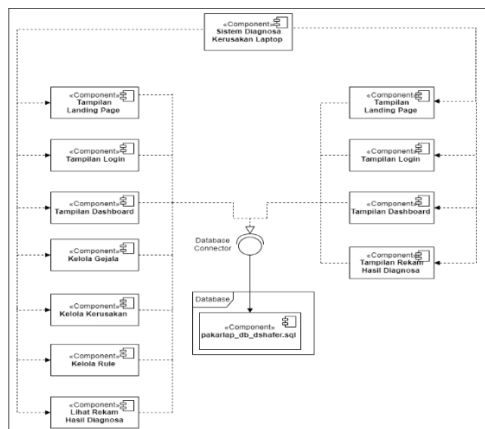 «Component»
Sistem Diagnosa
Kerusakan Laptop
«Component»
Tampilan
Landing Page
«Component»
Tampilan Login
«Component»
Tampilan Dashboard
«Component»
Kelola Gejala
«Component»
Kelola Kerusakan
«Component»
Kelola Rule
«Component»
Lihat Rekam
Hasil Diagnosa
«Component»
Tampilan
Landing Page
«Component»
Tampilan Login
«Component»
Tampilan Dashboard
«Component»
Tampilan Rekam
Hasil Diagnosa
Database
Connector
Database
«Component»
pakarlap_db_dshafer.sql